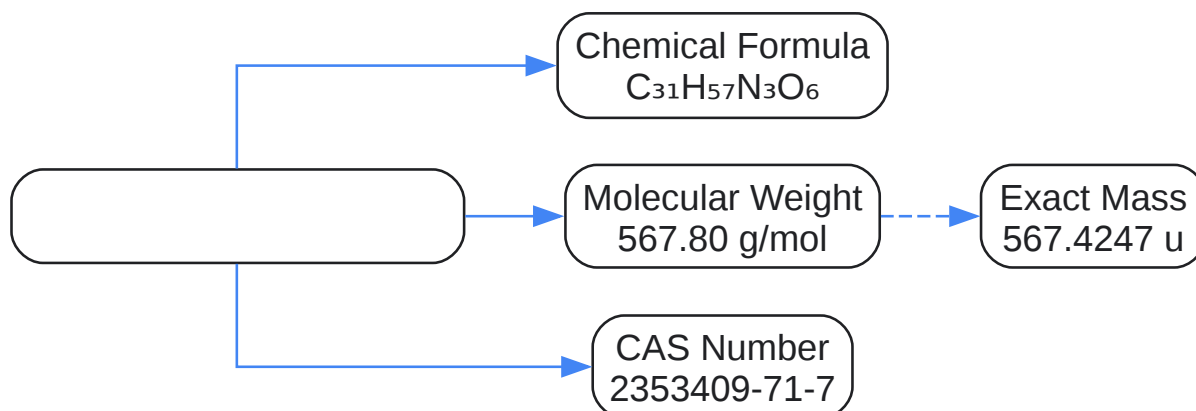 Chemical Formula
C₃₁H₅₇N₃O₆
Molecular Weight
567.80 g/mol
Exact Mass
567.4247 u
CAS Number
2353409-71-7